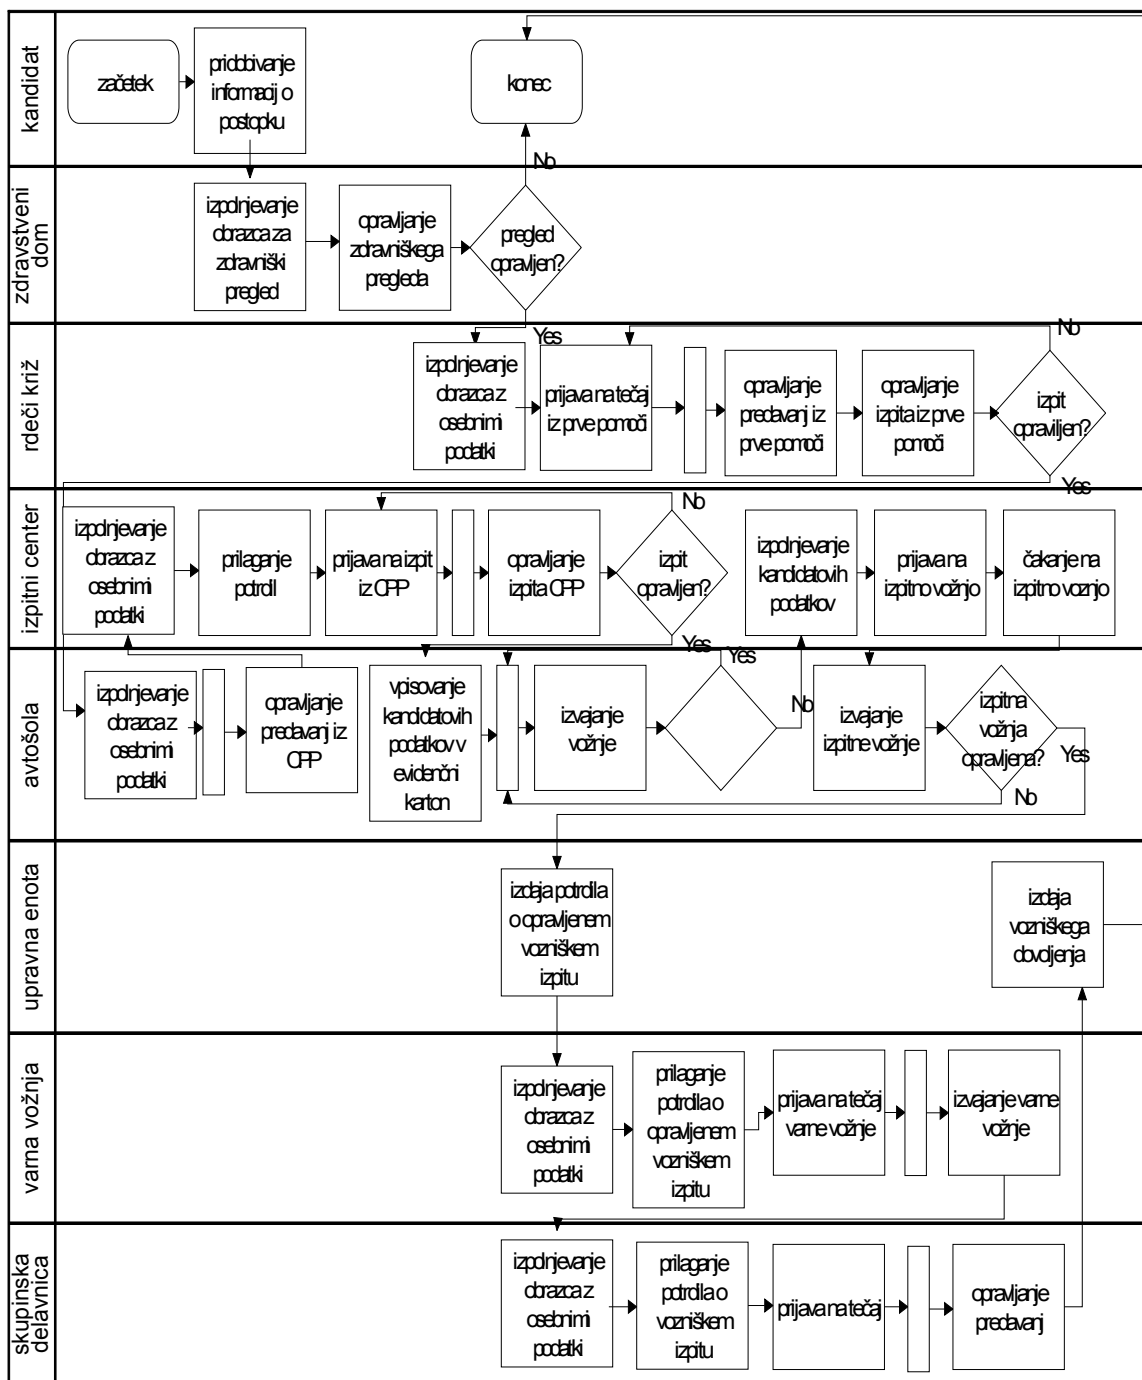 kandidat
začetek
pridobivanje
informacij o
postopku
konec
No
zdravstveni
dom
izpolnjevanje
obrazca za
zdravniški
pregled
opravljanje
zdravniškega
pregleda
pregled
opravljen?
Yes
rdeči križ
izpolnjevanje
obrazca z
osebnimi
podatki
prijava na tečaj
iz prve pomoči
opravljanje
predavanj iz
prve pomoči
opravljanje
izpita iz prve
pomoči
izpit
opraviljen?
No
Yes
izpitni center
izpolnjevanje
obrazca z
osebnimi
podatki
prilaganje
potrdil
prijava na izpit
iz CPP
opravljanje
izpita CPP
izpit
opravljen?
No
Yes
izpolnjevanje
kandidatovih
podatkov
prijava na
izpitno vožnjo
čakanje na
izpitno voznjo
avtošola
izpolnjevanje
obrazca z
osebnimi
podatki
opravljanje
predavanj iz
CPP
vpisovanje
kandidatovih
podatkov v
evidenčni
karton
izvajanje
vožnje
Yes
No
izvajanje
izpitne vožnje
izpitna
vožnja
opravljena?
Yes
No
upravna enota
izdaja potrdila
o opravljenem
vozniškem
izpitu
izdaja
vozniškega
dovoljenja
varna vožnja
izpolnjevanje
obrazca z
osebnimi
podatki
prilaganje
potrdila o
opravljenem
vozniškem
izpitu
prijava na tečaj
varne vožnje
izvajanje varne
vožnje
skupinska
delavnica
izpolnjevanje
obrazca z
osebnimi
podatki
prilaganje
potrdila o
vozniškem
izpitu
prijava na tečaj
opravljanje
predavanj